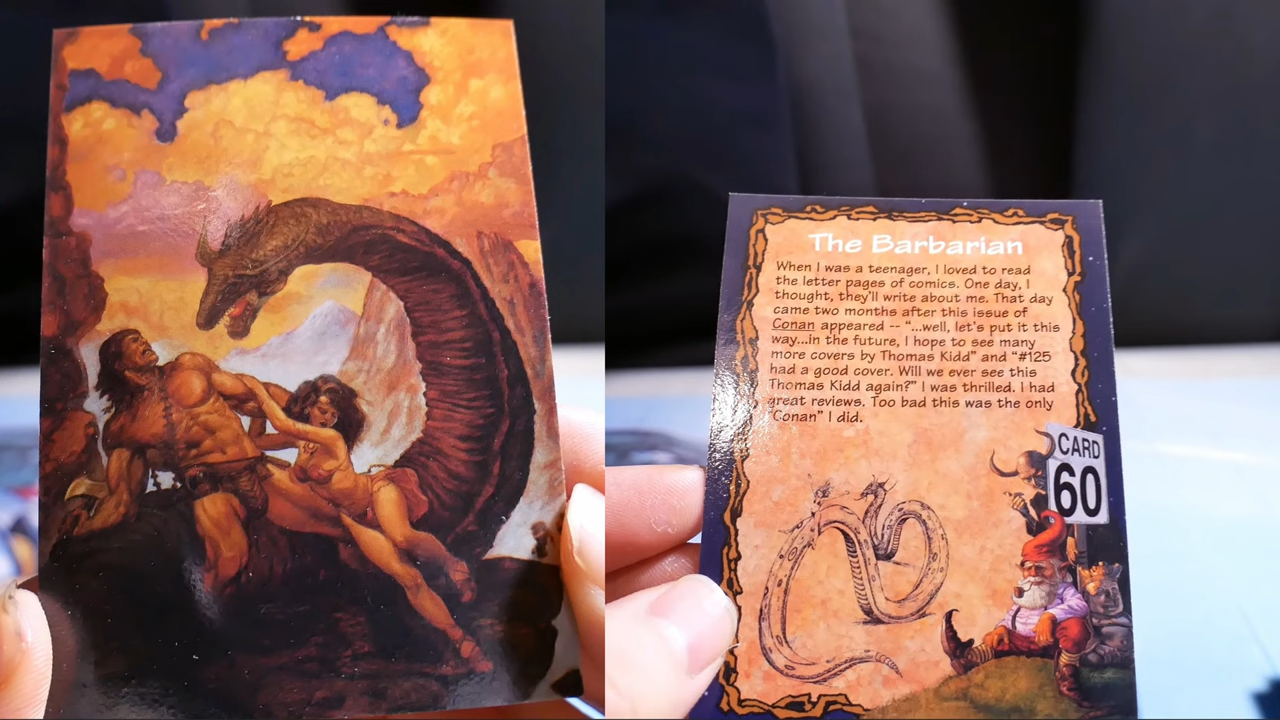 The Barbarian
When I was a teenager, I loved to read
the letter pages of comics. One day, I
thought, they'll write about me. That day
came two months after this issue of
Conan appeared -- "...well, let's put it this
way...in the future, I hope to see many
more covers by Thomas Kidd" and "#125
had a good cover. Will we ever see this
Thomas Kidd again?" I was thrilled. I had
great reviews. Too bad this was the only
"Conan" I did.
CARD
60